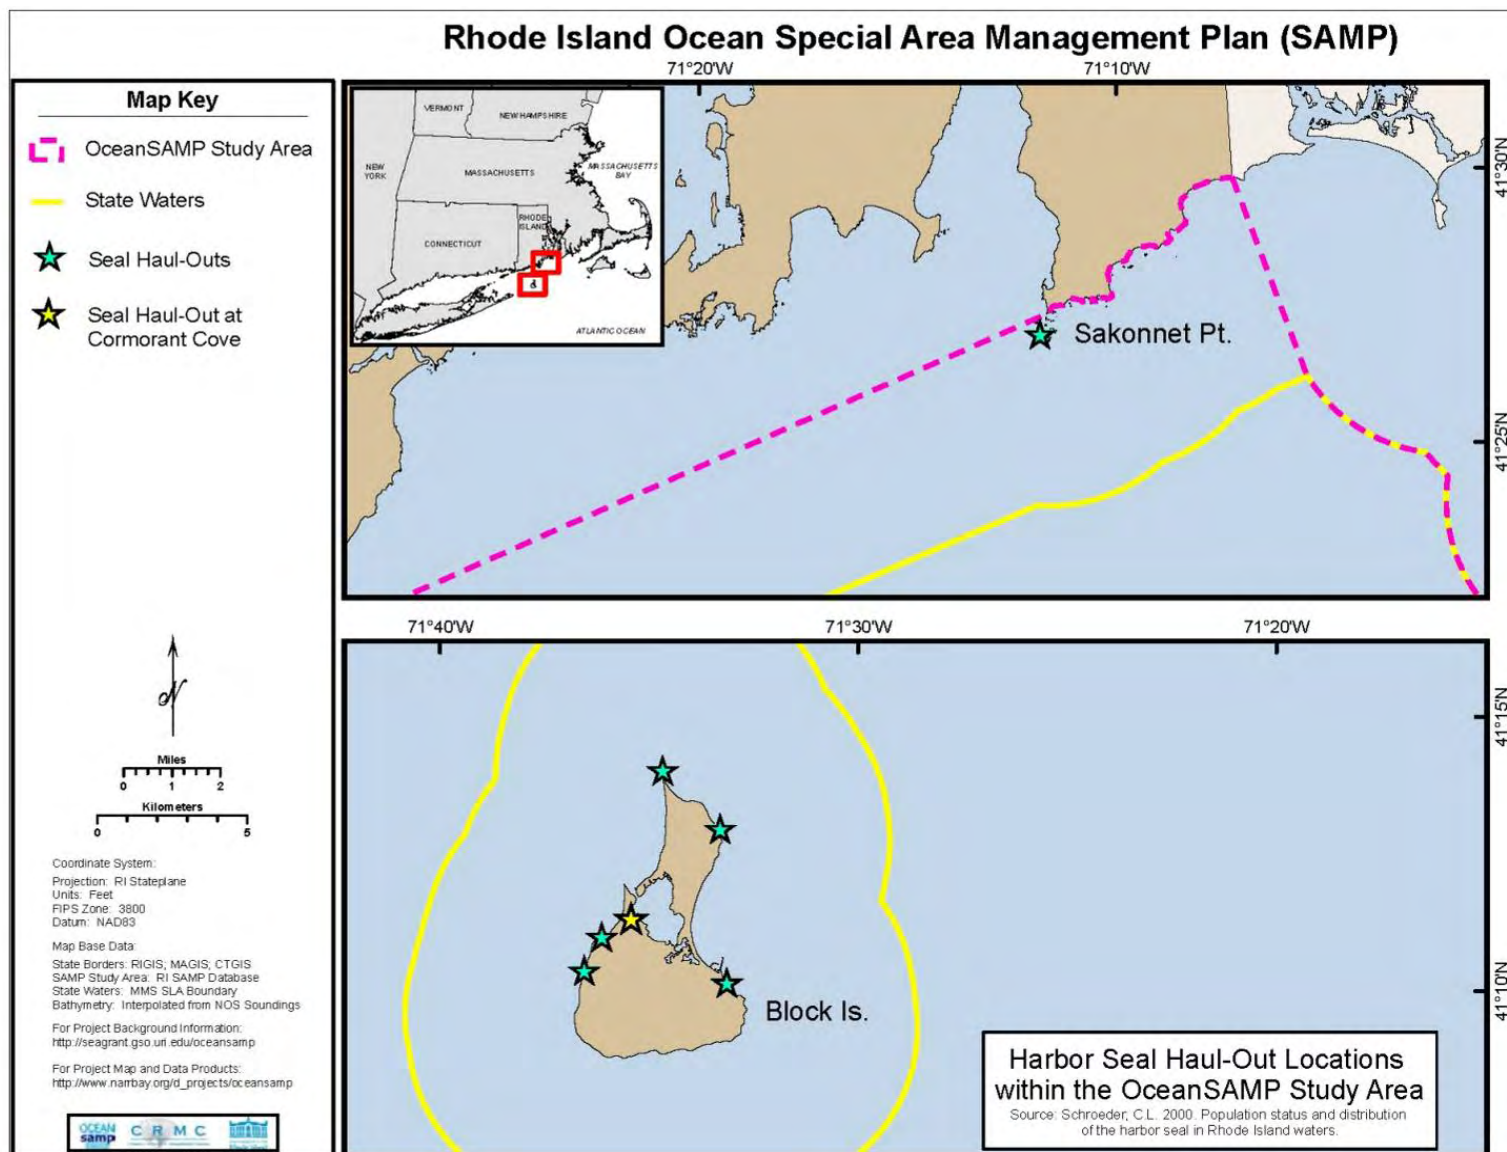 Rhode Island Ocean Special Area Management Plan (SAMP)
Map Key
OceanSAMP Study Area
State Waters
Seal Haul-Outs
Seal Haul-Out at
Cormorant Cove
N
Miles
0 1 2
Kilometers
0 5
Coordinate System:
Projection: RI Stateplane
Units: Feet
FIPS Zone: 3800
Datum: NAD83
Map Base Data:
State Borders: RIGIS; MAGIS; CTGIS
SAMP Study Area: RI SAMP Database
State Waters: MMS SLA Boundary
Bathymetry: Interpolated from NOS Soundings
For Project Background Information:
http://seagrant.gso.uri.edu/oceansamp
For Project Map and Data Products:
http://www.narrbay.org/d_projects/oceansamp
OCEAN
samp
CRMC
71°20'W 71°10'W
VERMONT
NEW HAMPSHIRE
NEW
YORK
MASSACHUSETTS
MASSACHUSETTS
BAY
RHODE
ISLAND
CONNECTICUT
ATLANTIC OCEAN
41°30'N
Sakonnet Pt.
41°25'N
71°40'W 71°30'W 71°20'W
41°15'N
41°10'N
Block Is.
Harbor Seal Haul-Out Locations
within the OceanSAMP Study Area
Source: Schroeder, C.L. 2000. Population status and distribution
of the harbor seal in Rhode Island waters.